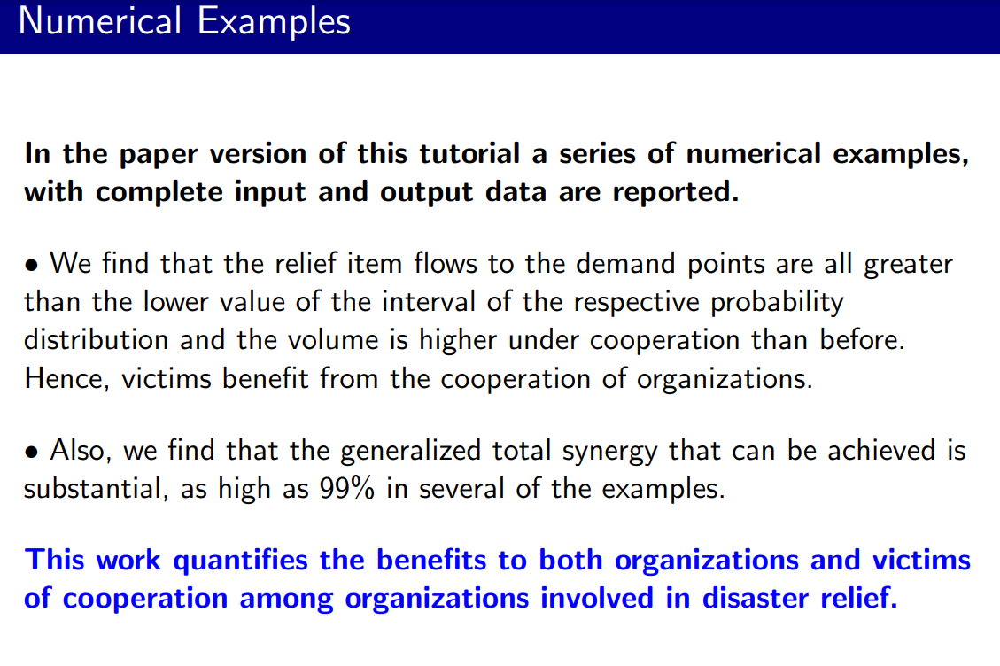 Numerical Examples
In the paper version of this tutorial a series of numerical examples,
with complete input and output data are reported.
• We find that the relief item flows to the demand points are all greater
than the lower value of the interval of the respective probability
distribution and the volume is higher under cooperation than before.
Hence, victims benefit from the cooperation of organizations.
• Also, we find that the generalized total synergy that can be achieved is
substantial, as high as 99% in several of the examples.
This work quantifies the benefits to both organizations and victims
of cooperation among organizations involved in disaster relief.